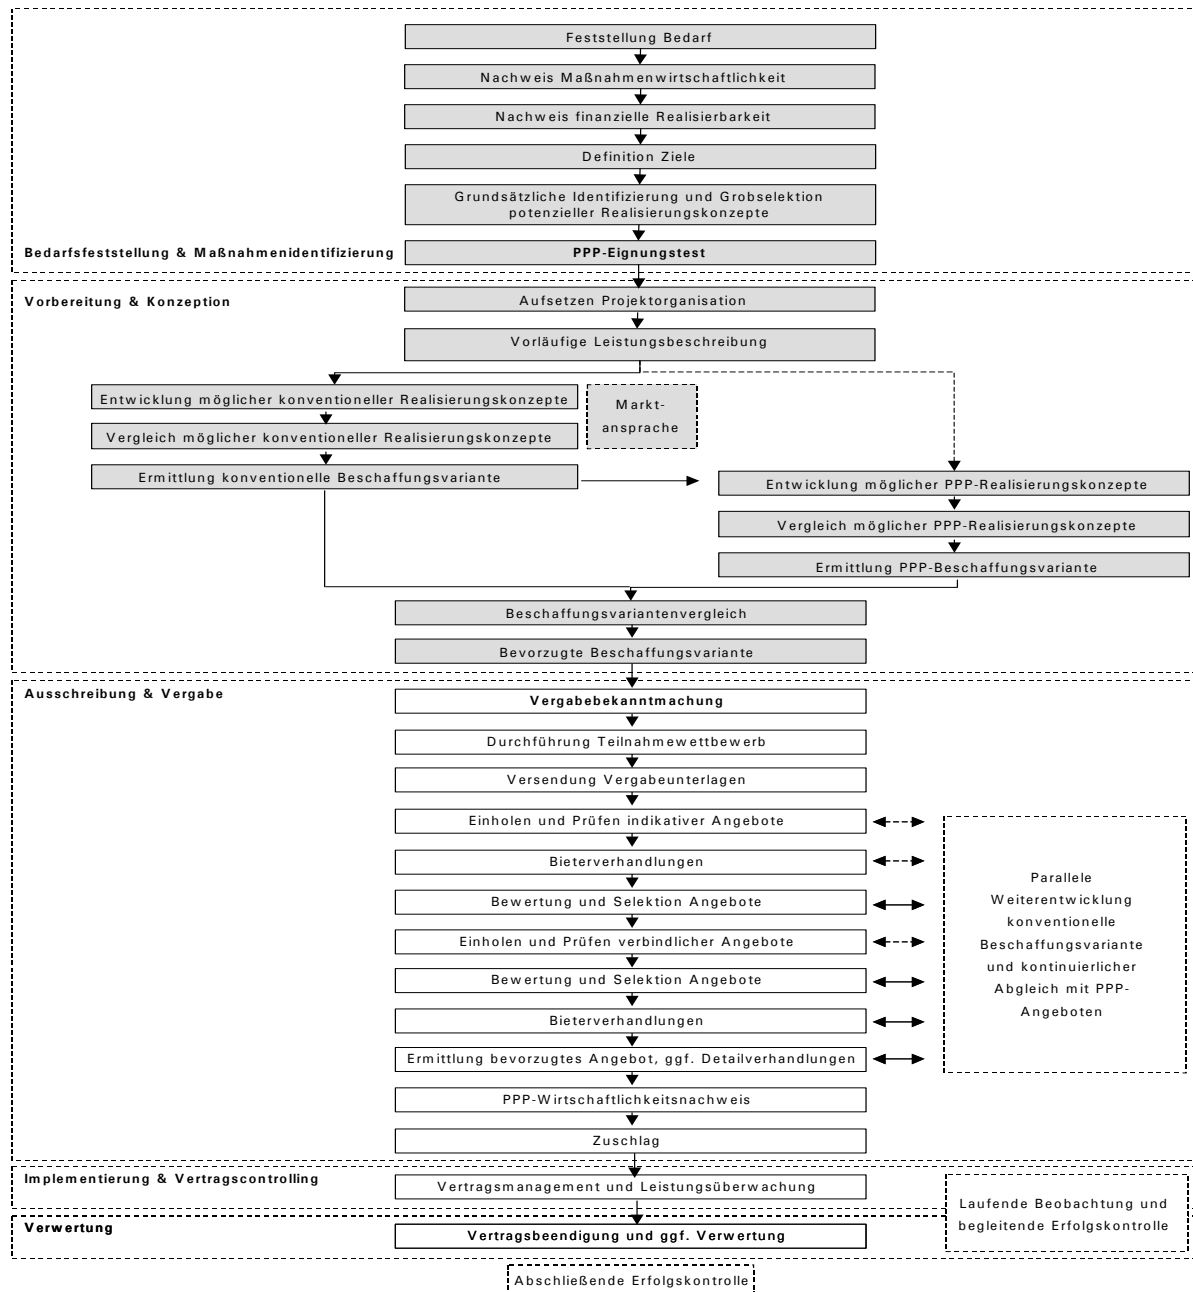 Feststellung Bedarf
Nachweis Maßnahmenwirtschaftlichkeit
Nachweis finanzielle Realisierbarkeit
Definition Ziele
Grundsätzliche Identifizierung und Grobselektion
potenzieller Realisierungskonzepte
Bedarfsfeststellung & Maßnahmenidentifizierung
PPP-Eignungstest
Vorbereitung & Konzeption
Aufsetzen Projektorganisation
Vorläufige Leistungsbeschreibung
Entwicklung möglicher konventioneller Realisierungskonzepte
Markt-
ansprache
Vergleich möglicher konventioneller Realisierungskonzepte
Ermittlung konventionelle Beschaffungsvariante
Entwicklung möglicher PPP-Realisierungskonzepte
Vergleich möglicher PPP-Realisierungskonzepte
Ermittlung PPP-Beschaffungsvariante
Beschaffungsvariantenvergleich
Bevorzugte Beschaffungsvariante
Ausschreibung & Vergabe
Vergabebekanntmachung
Durchführung Teilnahmewettbewerb
Versendung Vergabeunterlagen
Einholen und Prüfen indikativer Angebote
Bieterverhandlungen
Bewertung und Selektion Angebote
Einholen und Prüfen verbindlicher Angebote
Bewertung und Selektion Angebote
Bieterverhandlungen
Ermittlung bevorzugtes Angebot, ggf. Detailverhandlungen
PPP-Wirtschaftlichkeitsnachweis
Zuschlag
Parallele
Weiterentwicklung
konventionelle
Beschaffungsvariante
und kontinuierlicher
Abgleich mit PPP-
Angeboten
Implementierung & Vertragscontrolling
Vertragsmanagement und Leistungsüberwachung
Laufende Beobachtung und
begleitende Erfolgskontrolle
Verwertung
Vertragsbeendigung und ggf. Verwertung
Abschließende Erfolgskontrolle